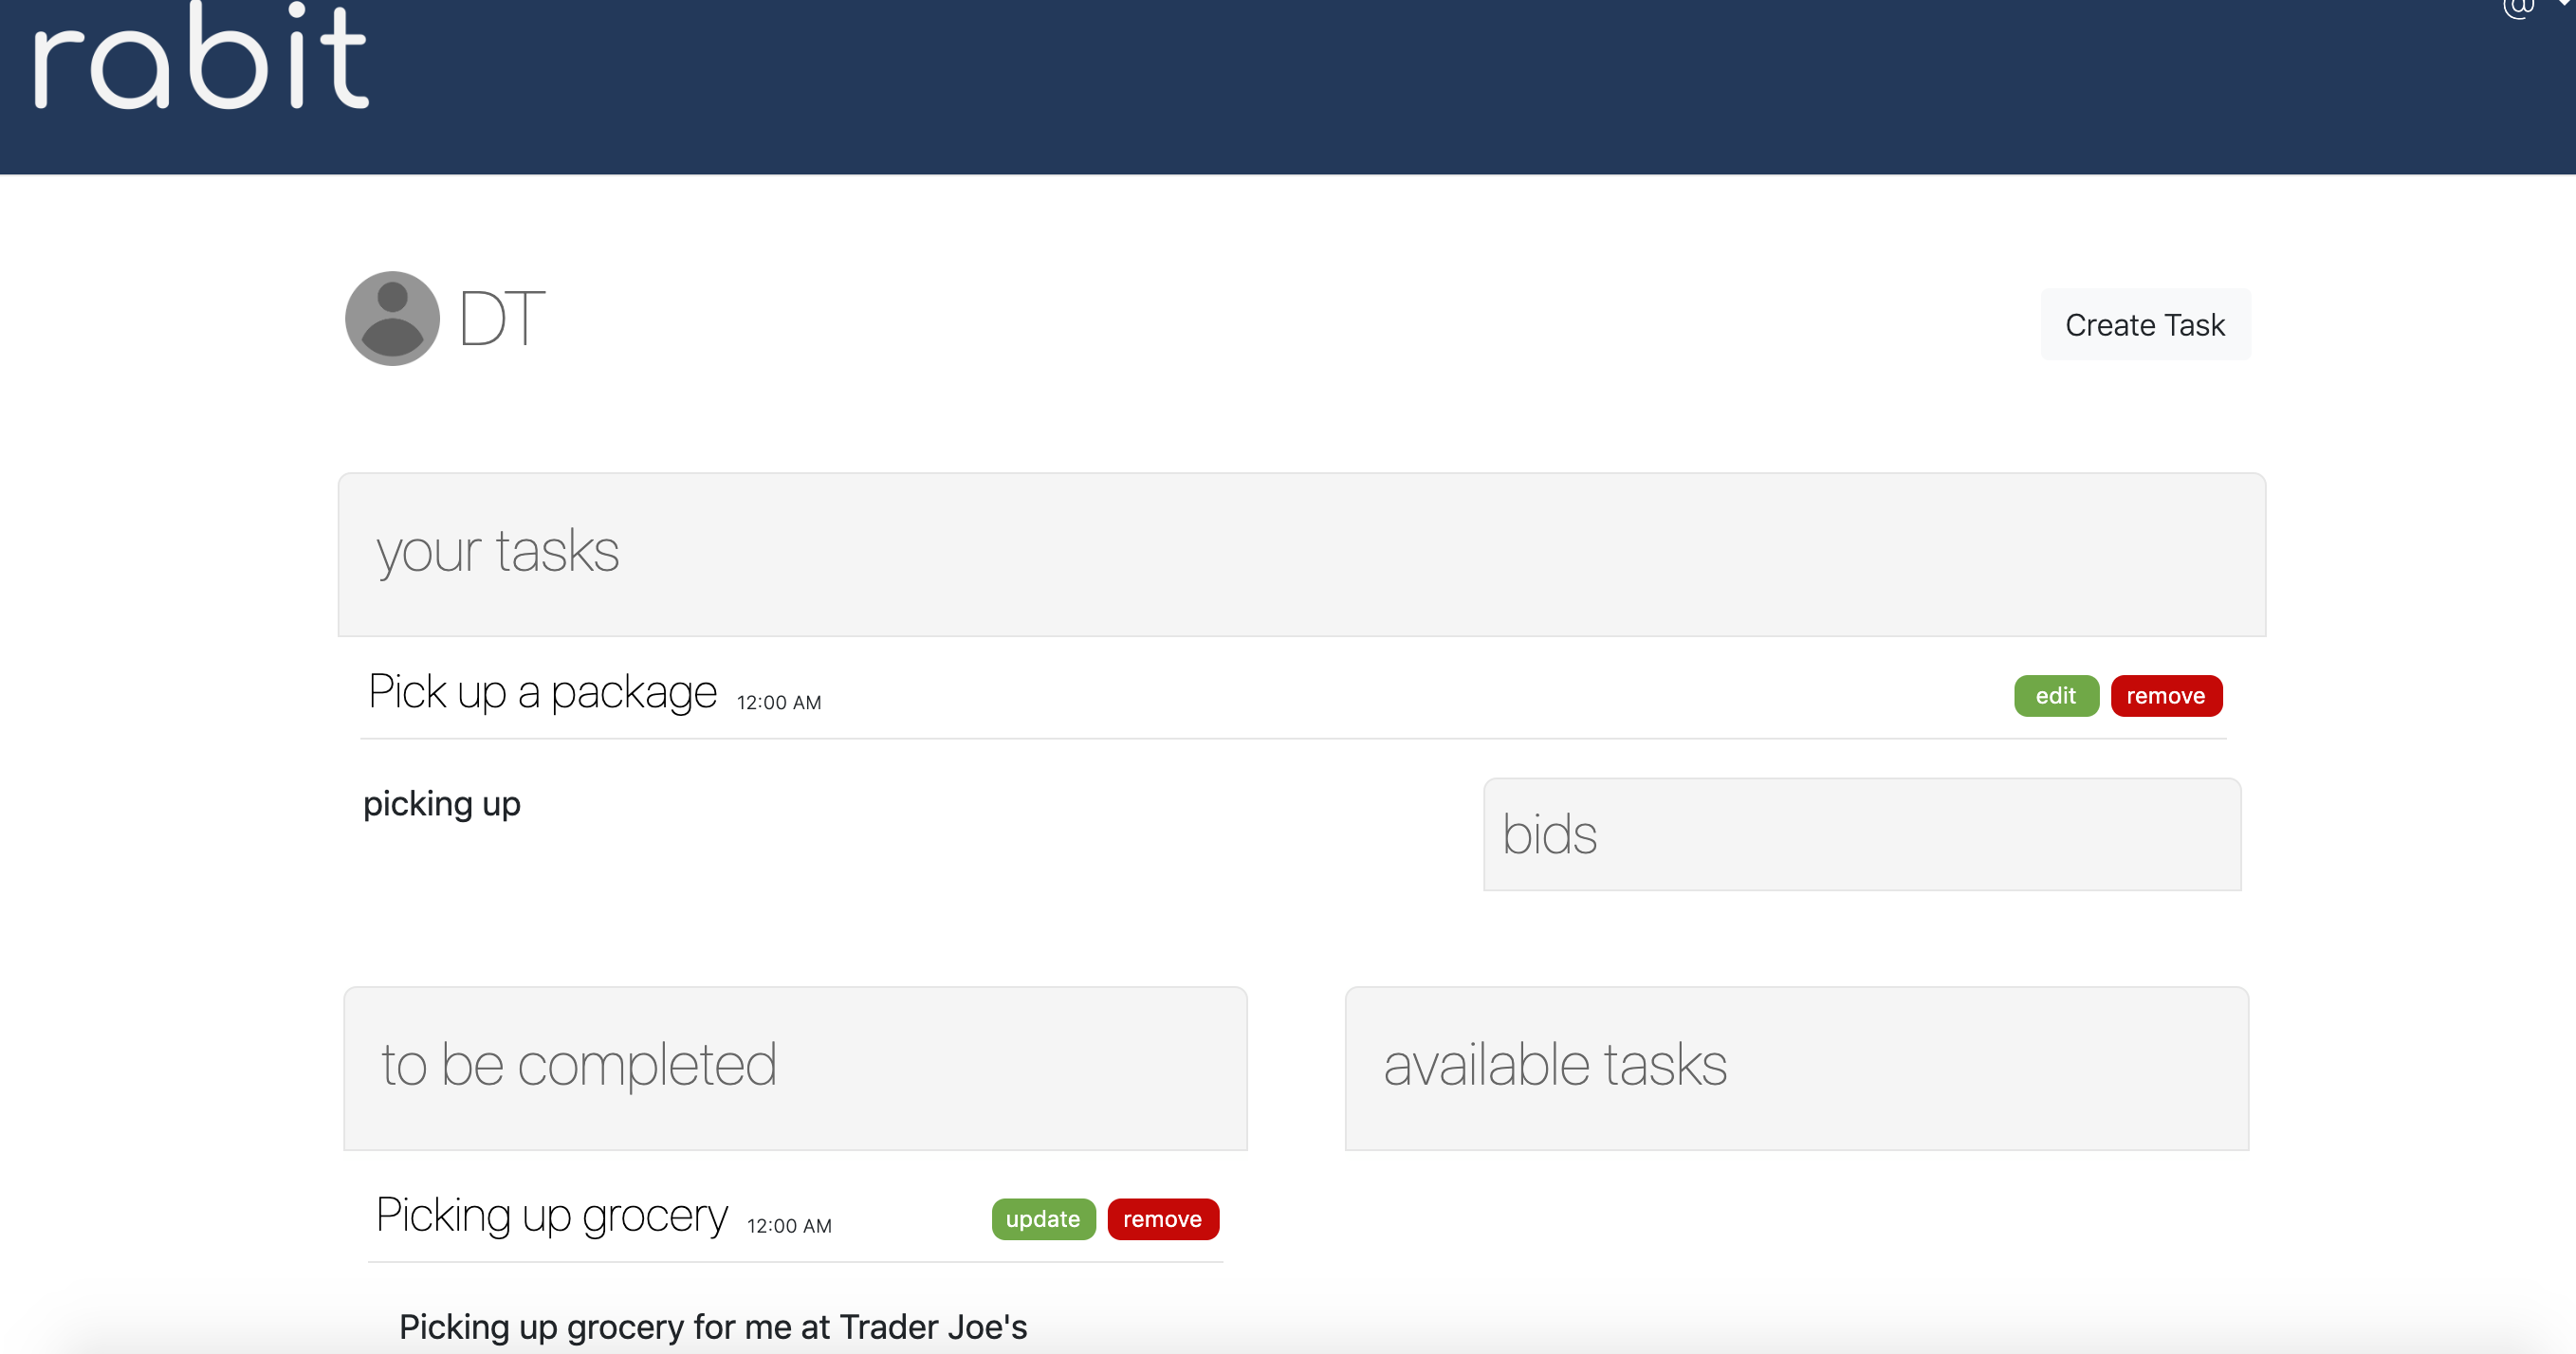 rabit
@
DT
Create Task
your tasks
Pick up a package 12:00 AM
edit remove
picking up
bids
to be completed
available tasks
Picking up grocery 12:00 AM
update remove
Picking up grocery for me at Trader Joe's